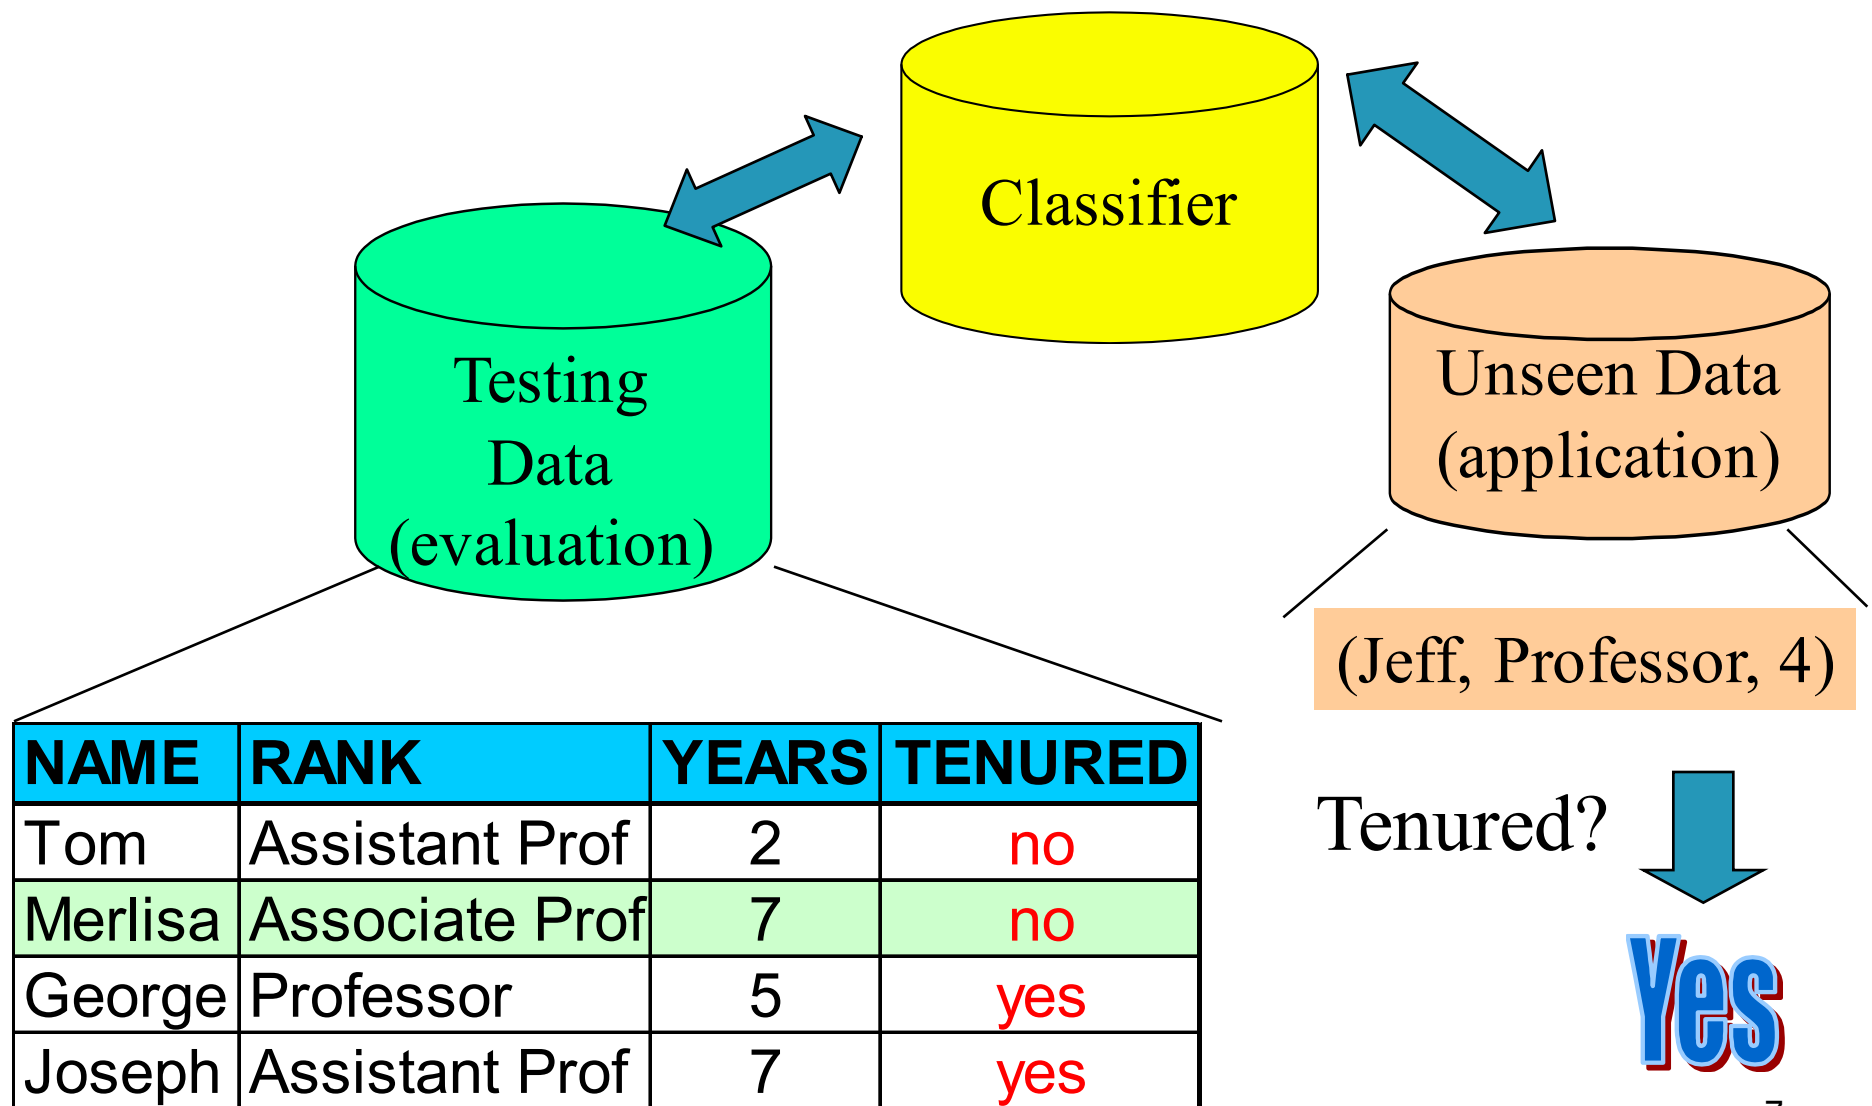 Classifier
Testing
Data
(evaluation)
Unseen Data
(application)
(Jeff, Professor, 4)
NAME RANK YEARS TENURED
Tom Assistant Prof 2 no
Merlisa Associate Prof 7 no
George Professor 5 yes
Joseph Assistant Prof 7 yes
Tenured?
Yes